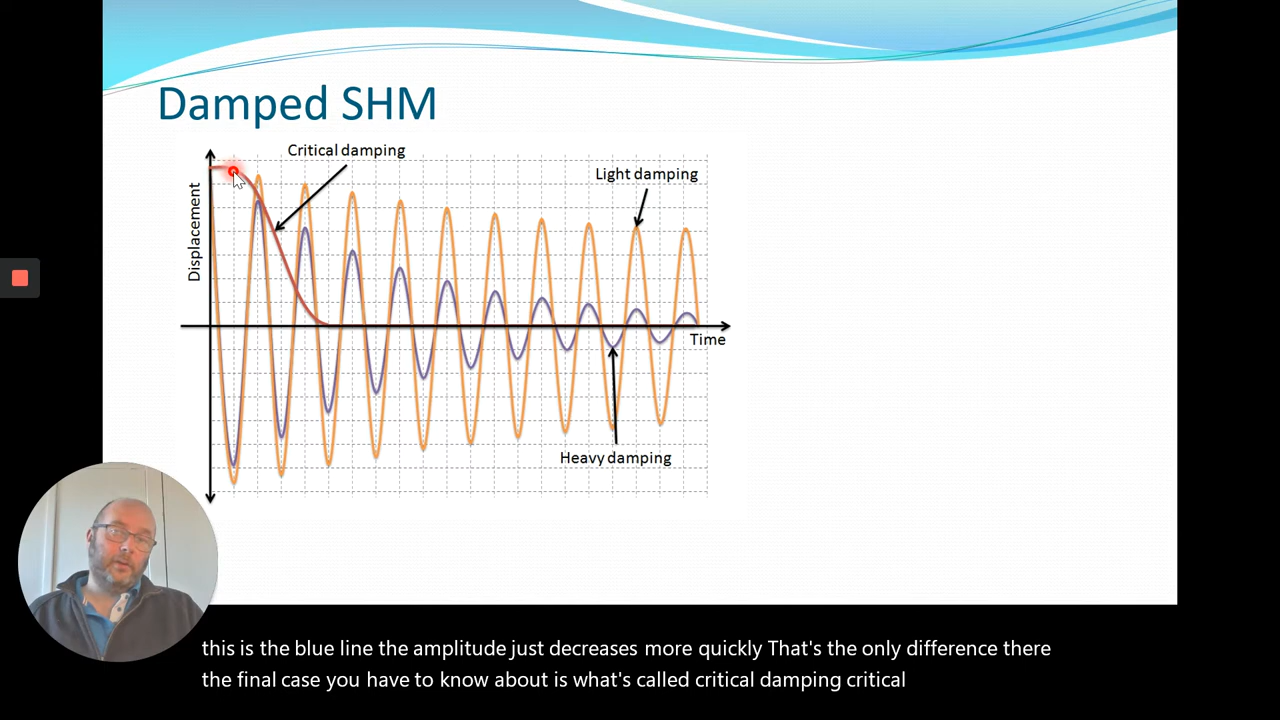 Damped SHM
Critical damping
Light damping
Displacement
Time
Heavy damping
this is the blue line the amplitude just decreases more quickly That's the only difference there
the final case you have to know about is what's called critical damping critical